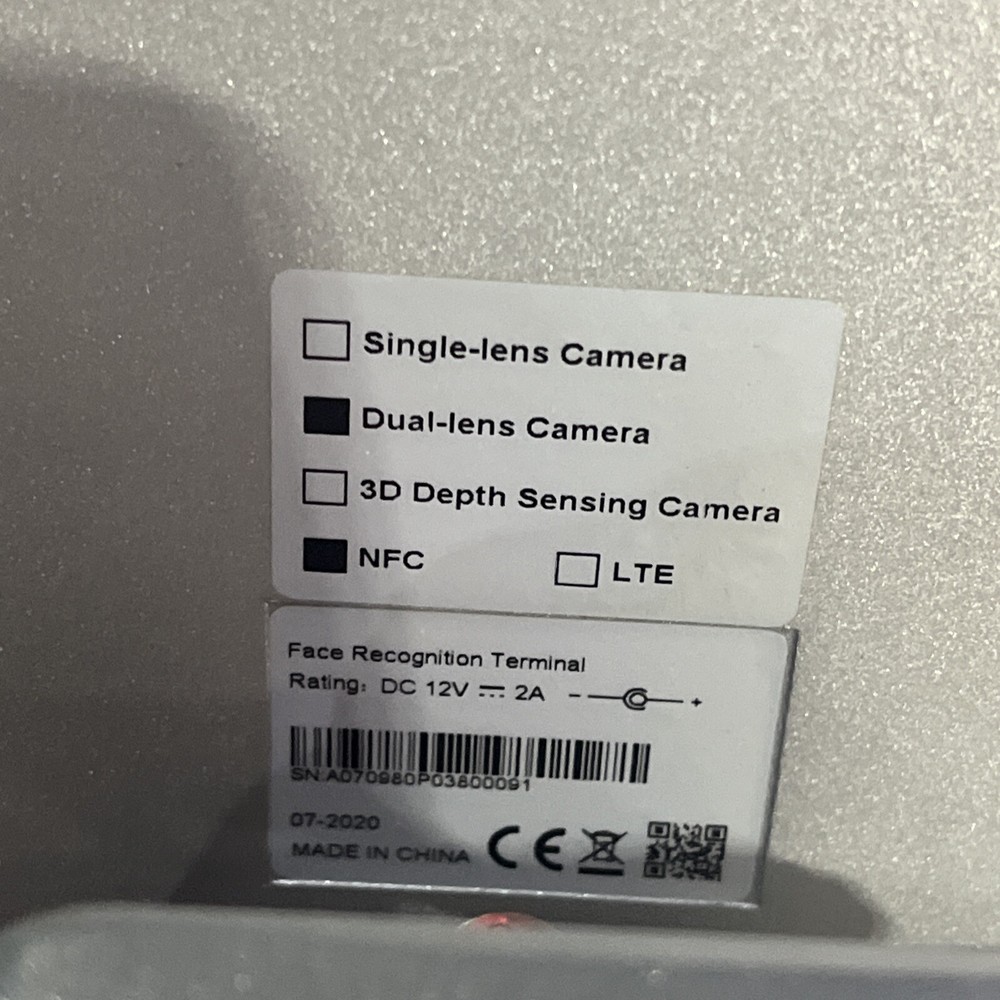 Single-lens Camera
Dual-lens Camera
3D Depth Sensing Camera
NFC LTE
Face Recognition Terminal
Rating: DC 12V 2A - +
SN:A070980P03800091
07-2020
MADE IN CHINA CE